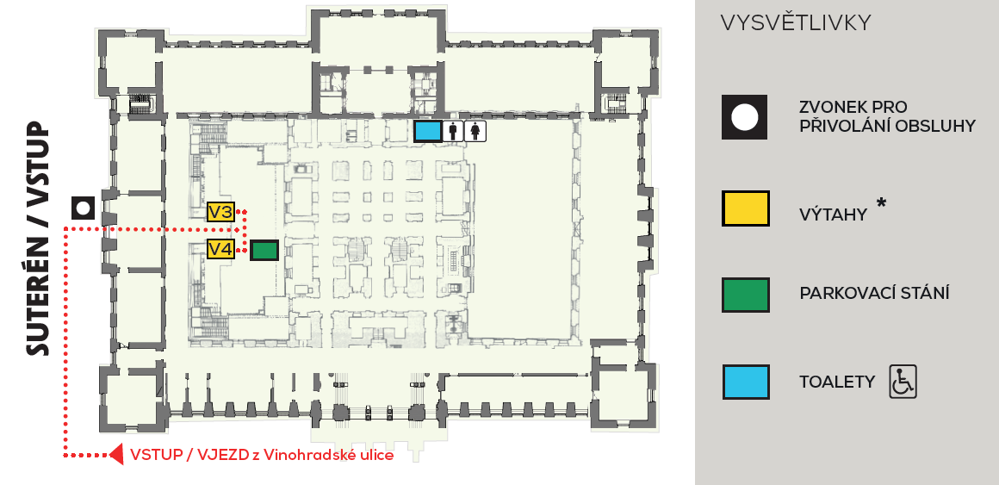 SUTERÉN / VSTUP
V3
V4
VSTUP / VJEZD z Vinohradské ulice
VYSVĚTLIVKY
ZVONEK PRO
PŘIVOLÁNÍ OBSLUHY
VÝTAHY *
PARKOVACÍ STÁNÍ
TOALETY